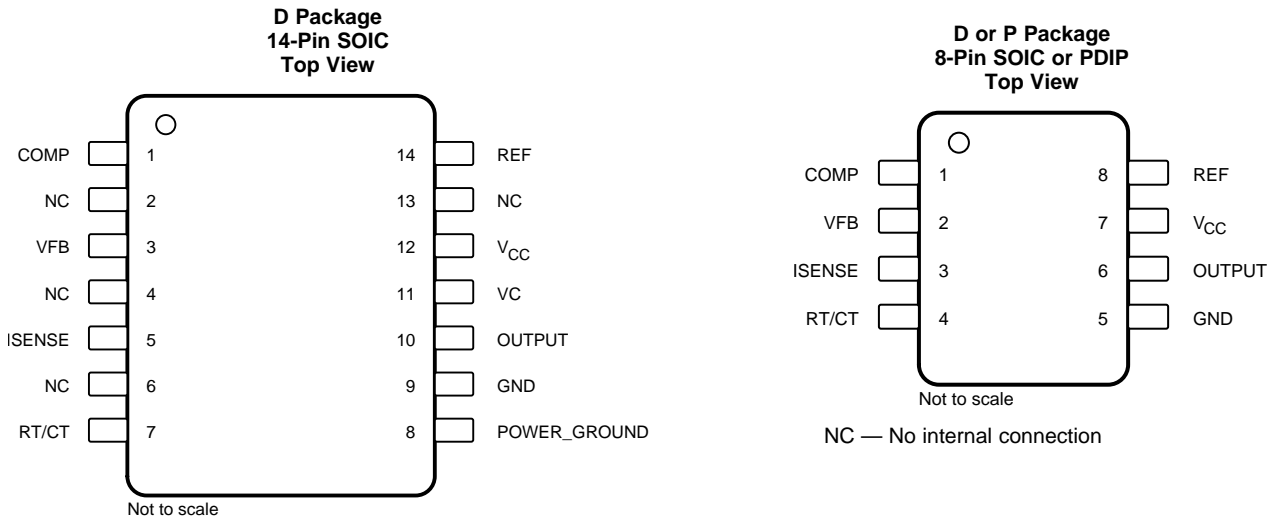 D Package
14-Pin SOIC
Top View
COMP 1 14 REF
NC 2 13 NC
VFB 3 12 VCC
NC 4 11 VC
ISENSE 5 10 OUTPUT
NC 6 9 GND
RT/CT 7 8 POWER_GROUND
Not to scale
D or P Package
8-Pin SOIC or PDIP
Top View
COMP 1 8 REF
VFB 2 7 VCC
ISENSE 3 6 OUTPUT
RT/CT 4 5 GND
Not to scale
NC — No internal connection